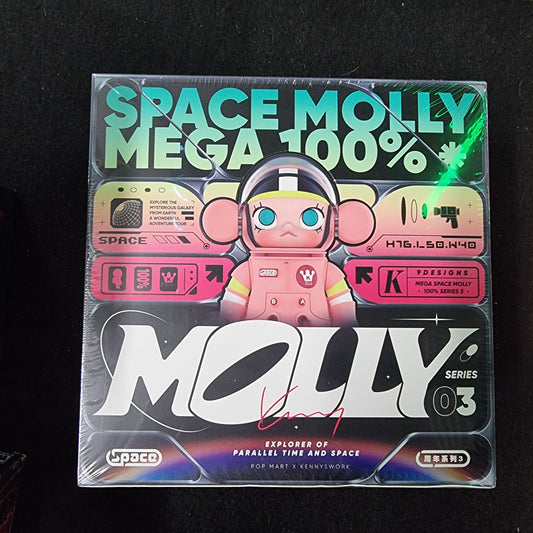 SPACE MOLLY
MEGA 100% *
EXPLORE THE
MYSTERIOUS GALAXY
FROM EARTH
A WONDERFUL
ADVENTURE TOUR
SPACE
H76.L50.W40
100%
K
9DESIGNS
MEGA SPACE MOLLY
• 100% SERIES 3 •
MOLLY
SERIES
03
Kenny
EXPLORER OF
PARALLEL TIME AND SPACE
POP MART X KENNYSWORK
Space
周年系列3